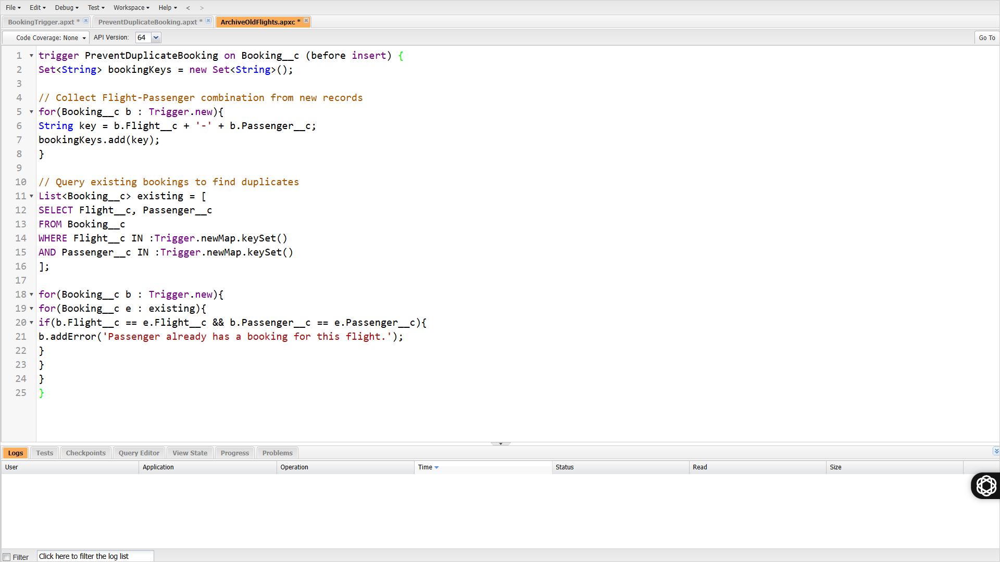 File Edit Debug Test Workspace Help < >
BookingTrigger.apxt * PreventDuplicateBooking.apxt * ArchiveOldFlights.apxc *
Code Coverage: None API Version: 64 Go To
1 trigger PreventDuplicateBooking on Booking__c (before insert) {
2 Set<String> bookingKeys = new Set<String>();
3
4 // Collect Flight-Passenger combination from new records
5 for(Booking__c b : Trigger.new){
6 String key = b.Flight__c + '-' + b.Passenger__c;
7 bookingKeys.add(key);
8 }
9
10 // Query existing bookings to find duplicates
11 List<Booking__c> existing = [
12 SELECT Flight__c, Passenger__c
13 FROM Booking__c
14 WHERE Flight__c IN :Trigger.newMap.keySet()
15 AND Passenger__c IN :Trigger.newMap.keySet()
16 ];
17
18 for(Booking__c b : Trigger.new){
19 for(Booking__c e : existing){
20 if(b.Flight__c == e.Flight__c && b.Passenger__c == e.Passenger__c){
21 b.addError('Passenger already has a booking for this flight.');
22 }
23 }
24 }
25 }
Logs Tests Checkpoints Query Editor View State Progress Problems
User Application Operation Time Status Read Size
Filter Click here to filter the log list